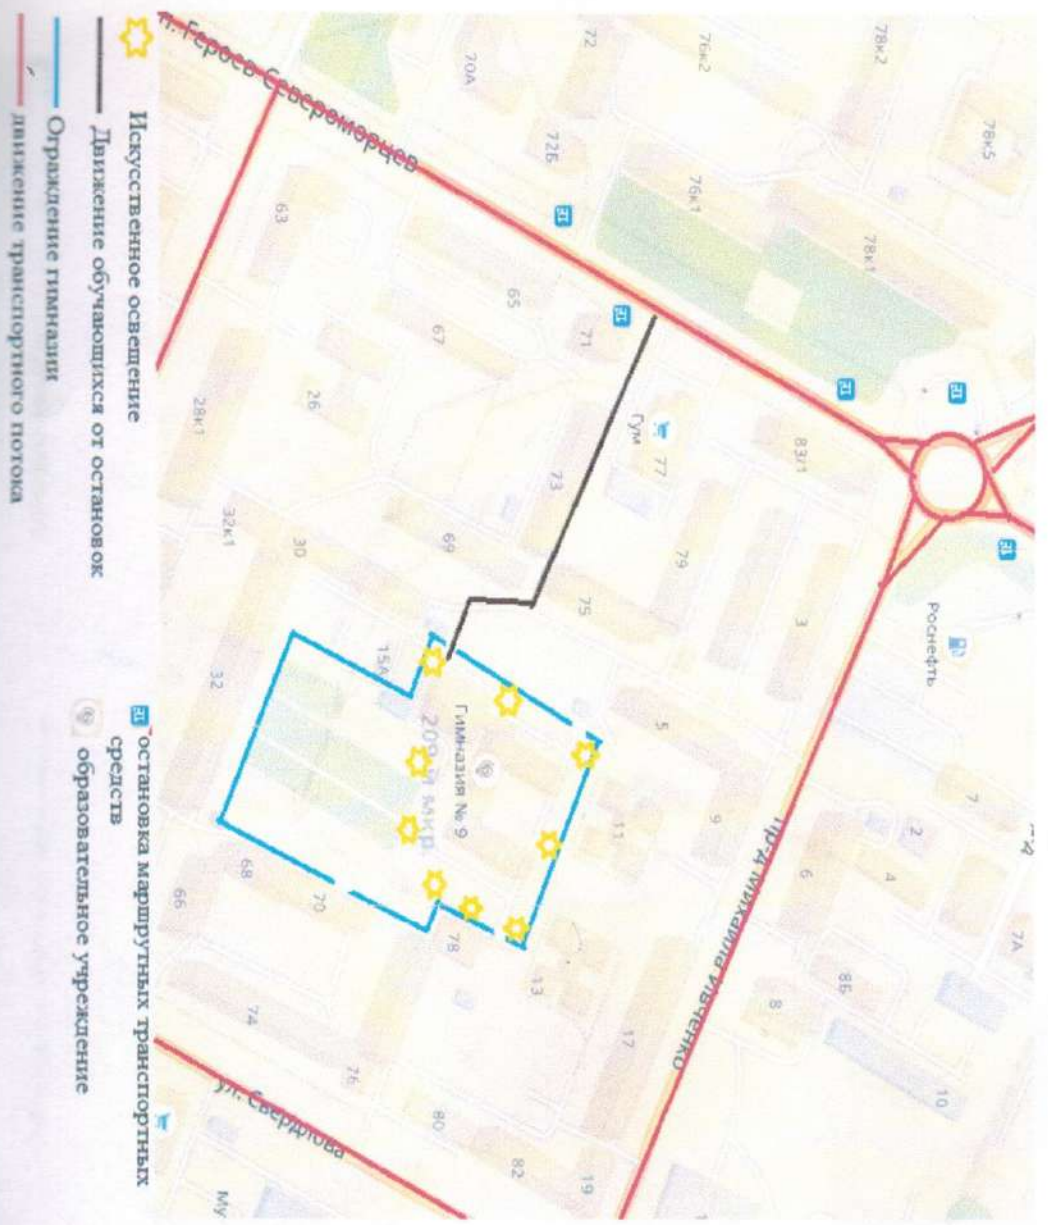 п. Героев Североморцев
70А
72
76к2
78к2
72Б
76к1
78к5
78к1
63
65
67
71
Гум
77
83/1
28к1
26
73
79
3
Роснефть
32к1
30
69
75
5
7
2
32
15А
209-й мкр.
Гимназия № 9
11
9
пр-д Михаила Ивченко
6
4
7А
68
66
70
78
13
8
8Б
74
76
17
10
ул. Свердлова
80
82
19
Му
Искусственное освещение
Движение обучающихся от остановок
Ограждение гимназии
движение транспортного потока
остановка маршрутных транспортных
средств
образовательное учреждение